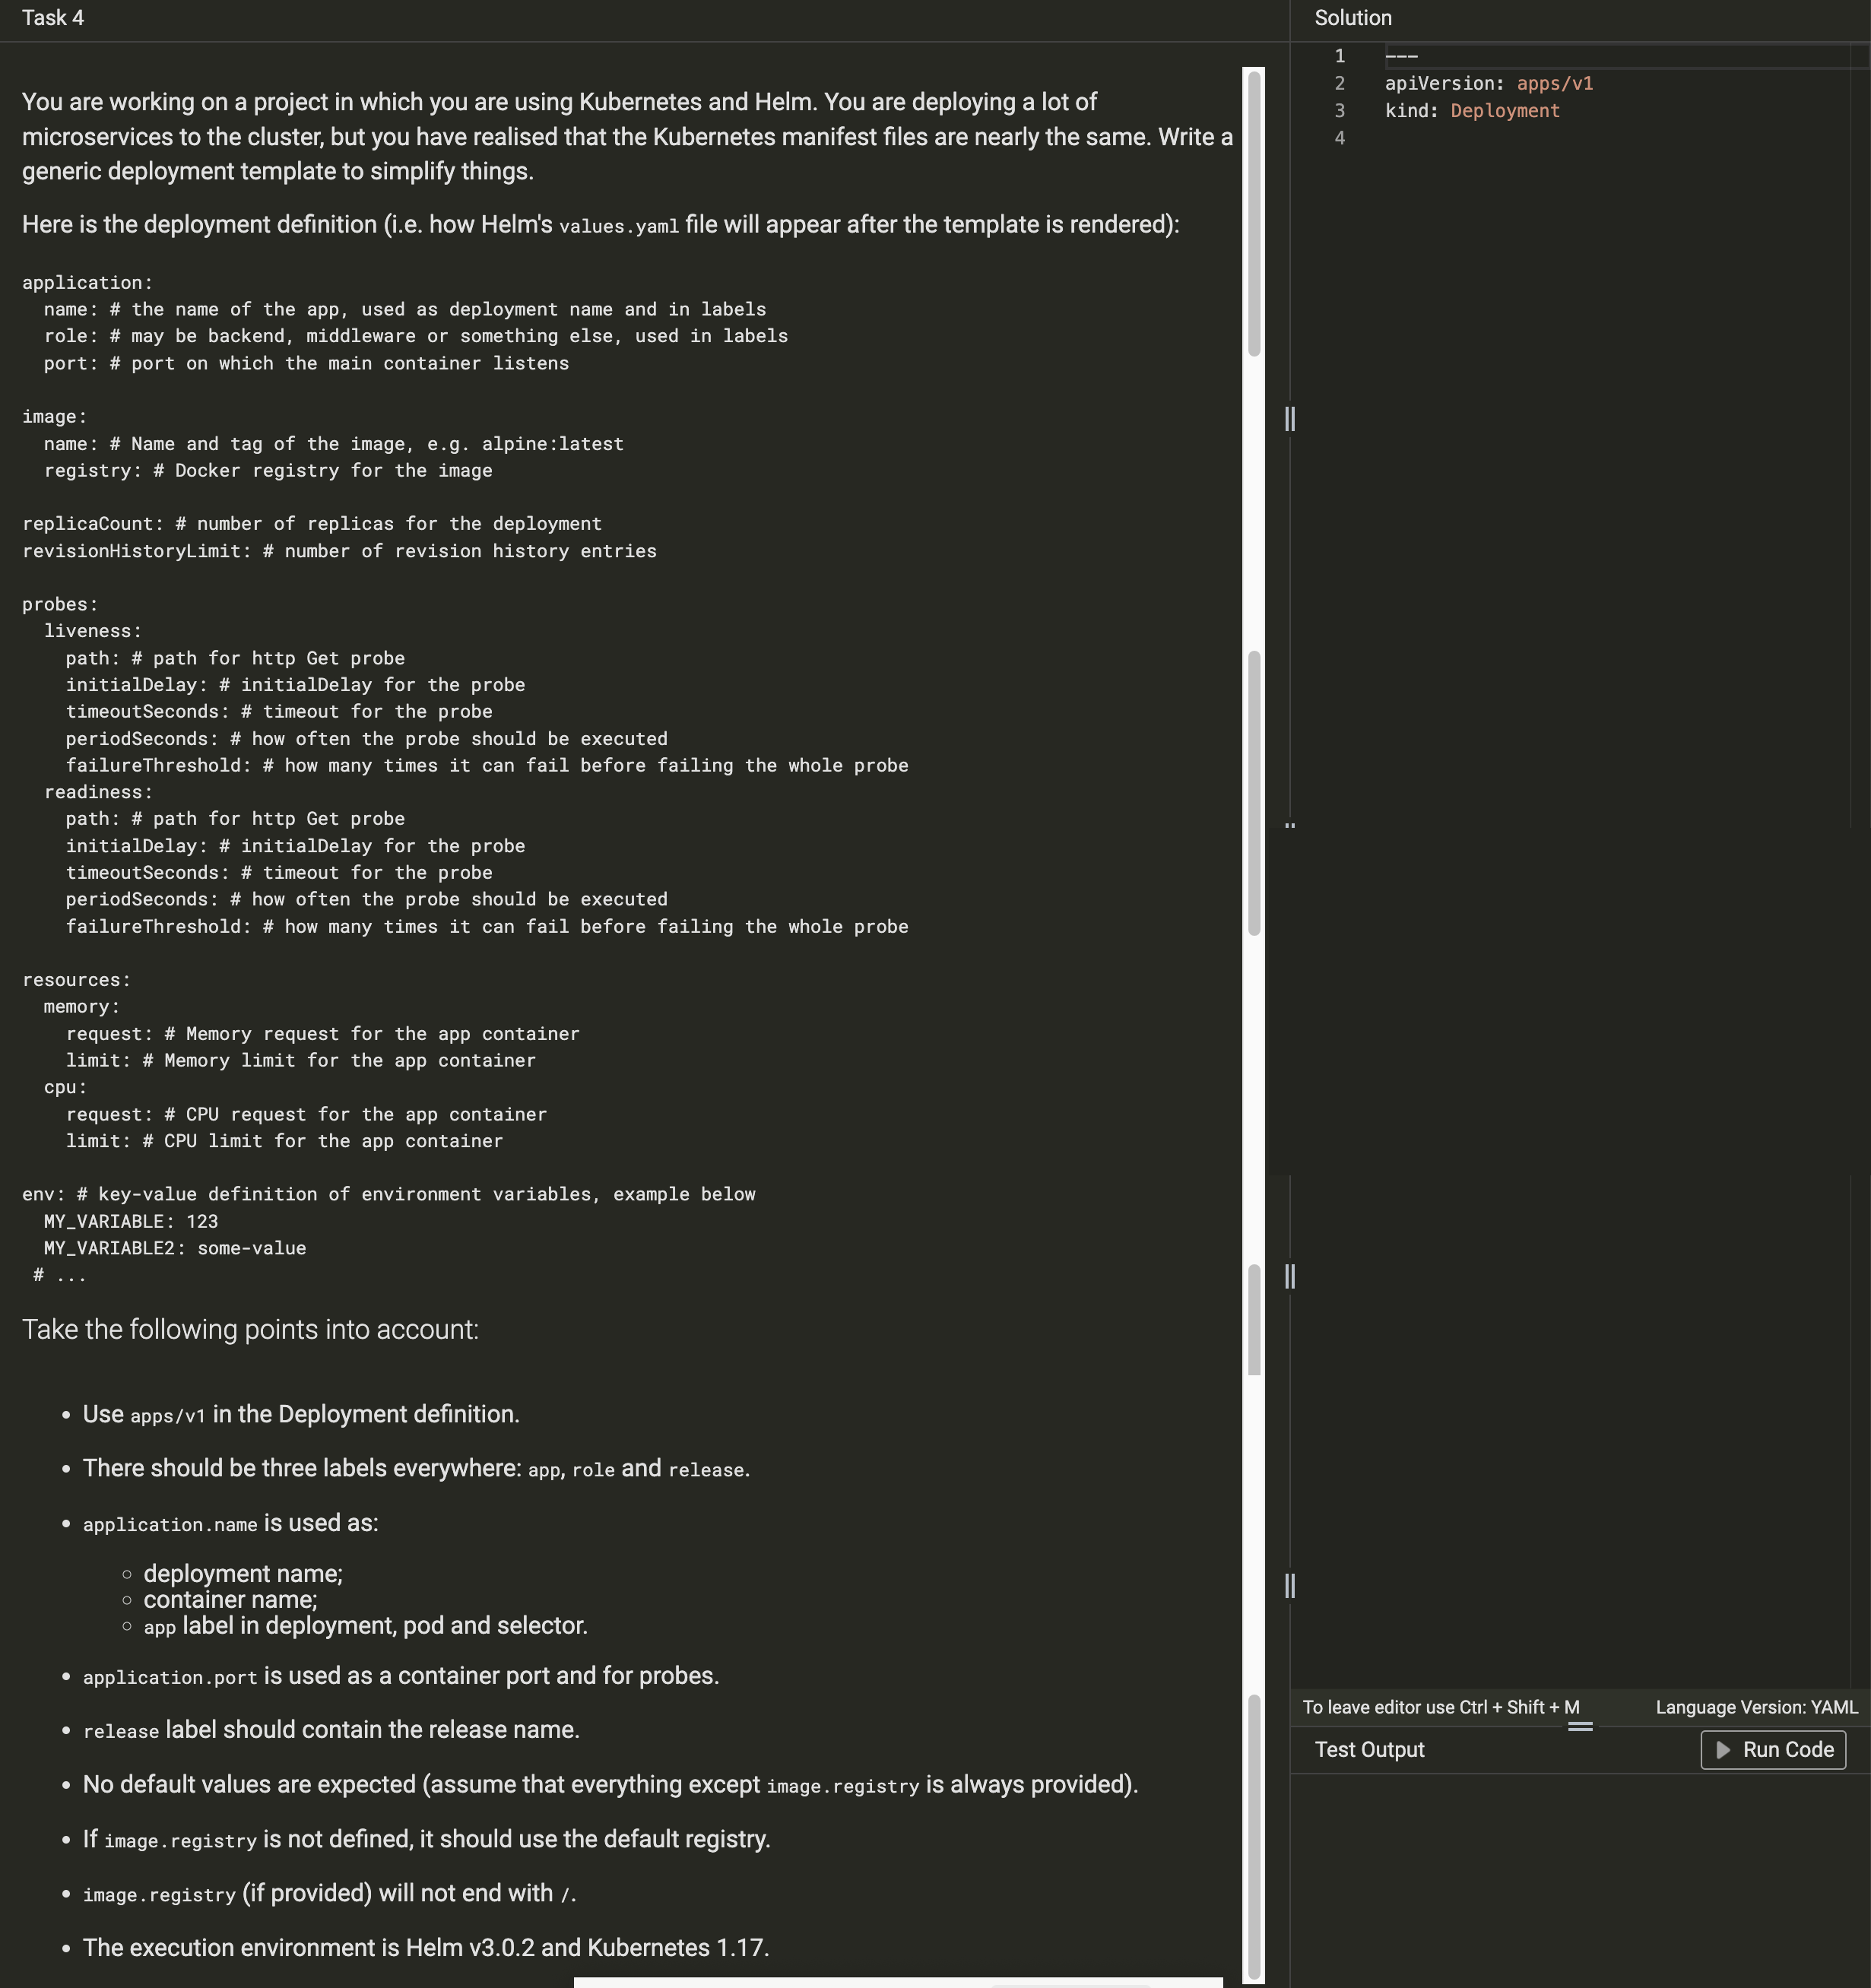 Task 4
You are working on a project in which you are using Kubernetes and Helm. You are deploying a lot of
microservices to the cluster, but you have realised that the Kubernetes manifest files are nearly the same. Write a
generic deployment template to simplify things.
Here is the deployment definition (i.e. how Helm's values.yaml file will appear after the template is rendered):
application:
  name: # the name of the app, used as deployment name and in labels
  role: # may be backend, middleware or something else, used in labels
  port: # port on which the main container listens
image:
  name: # Name and tag of the image, e.g. alpine:latest
  registry: # Docker registry for the image
replicaCount: # number of replicas for the deployment
revisionHistoryLimit: # number of revision history entries
probes:
  liveness:
    path: # path for http Get probe
    initialDelay: # initialDelay for the probe
    timeoutSeconds: # timeout for the probe
    periodSeconds: # how often the probe should be executed
    failureThreshold: # how many times it can fail before failing the whole probe
  readiness:
    path: # path for http Get probe
    initialDelay: # initialDelay for the probe
    timeoutSeconds: # timeout for the probe
    periodSeconds: # how often the probe should be executed
    failureThreshold: # how many times it can fail before failing the whole probe
resources:
  memory:
    request: # Memory request for the app container
    limit: # Memory limit for the app container
  cpu:
    request: # CPU request for the app container
    limit: # CPU limit for the app container
env: # key-value definition of environment variables, example below
  MY_VARIABLE: 123
  MY_VARIABLE2: some-value
 # ...
Take the following points into account:
• Use apps/v1 in the Deployment definition.
• There should be three labels everywhere: app, role and release.
• application.name is used as:
○ deployment name;
○ container name;
○ app label in deployment, pod and selector.
• application.port is used as a container port and for probes.
• release label should contain the release name.
• No default values are expected (assume that everything except image.registry is always provided).
• If image.registry is not defined, it should use the default registry.
• image.registry (if provided) will not end with /.
• The execution environment is Helm v3.0.2 and Kubernetes 1.17.
Solution
1 ---
2 apiVersion: apps/v1
3 kind: Deployment
4
To leave editor use Ctrl + Shift + M Language Version: YAML
Test Output Run Code